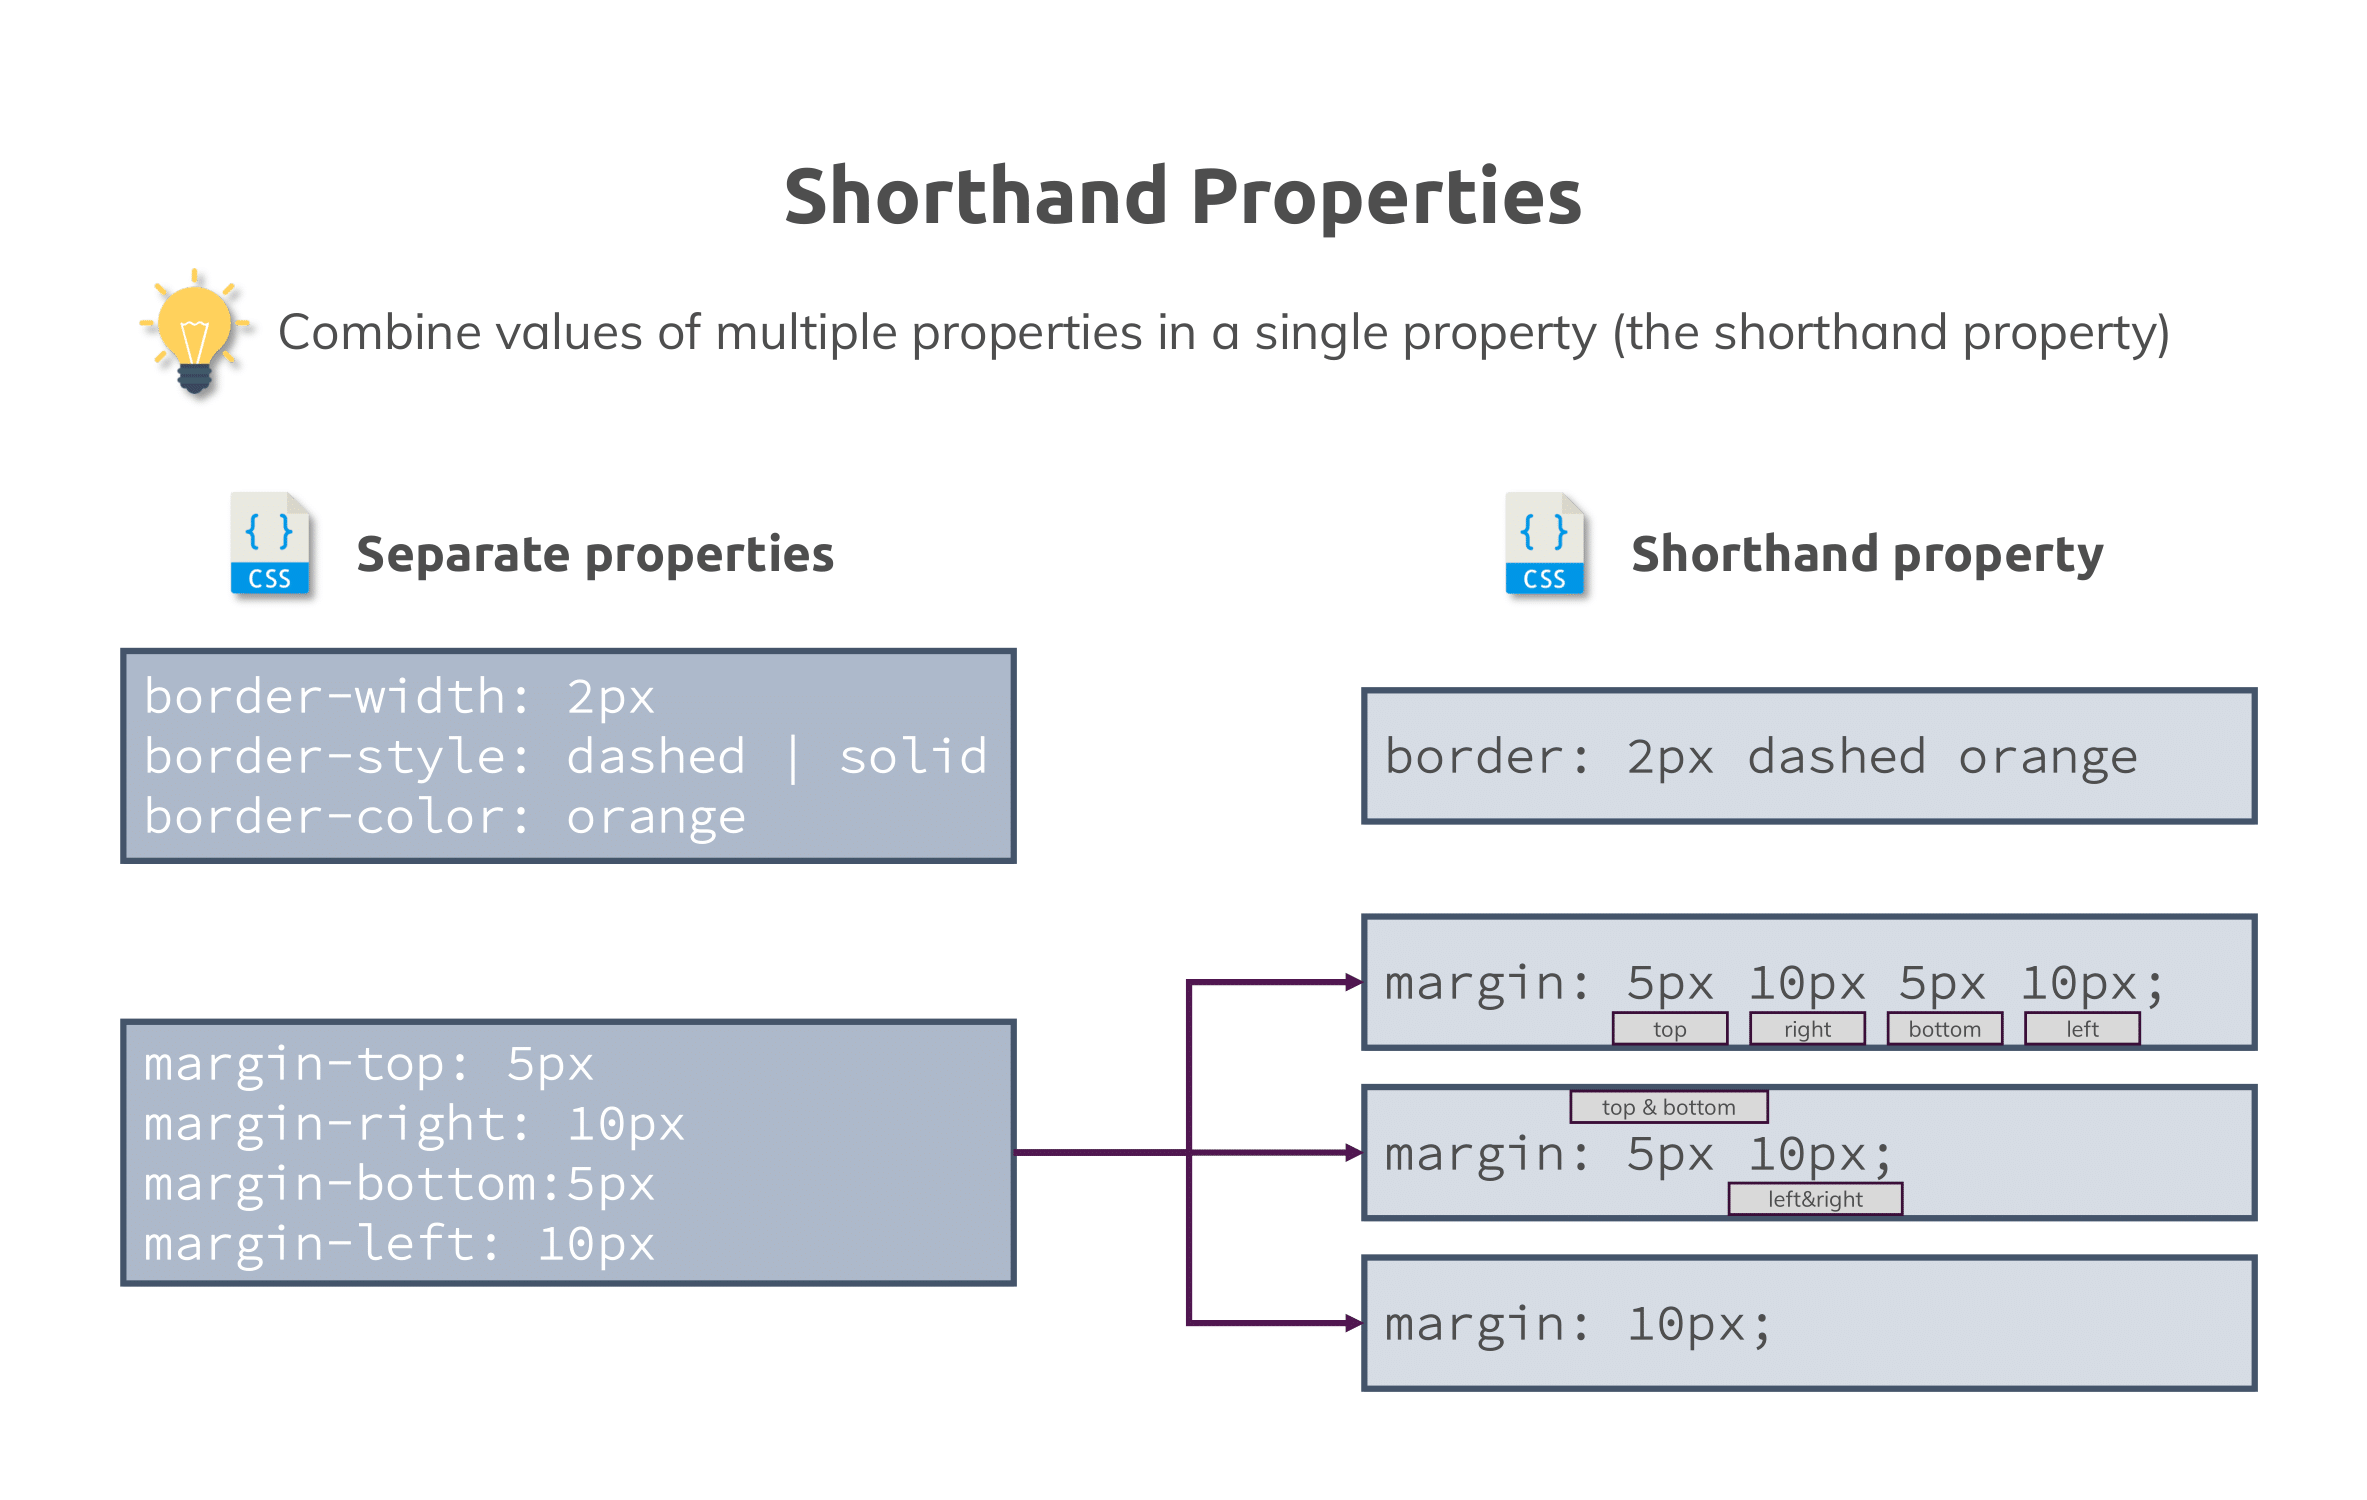 Shorthand Properties
Combine values of multiple properties in a single property (the shorthand property)
{ }
CSS
Separate properties
border-width: 2px
border-style: dashed | solid
border-color: orange
margin-top: 5px
margin-right: 10px
margin-bottom:5px
margin-left: 10px
{ }
CSS
Shorthand property
border: 2px dashed orange
margin: 5px 10px 5px 10px;
top right bottom left
top & bottom
margin: 5px 10px;
left&right
margin: 10px;